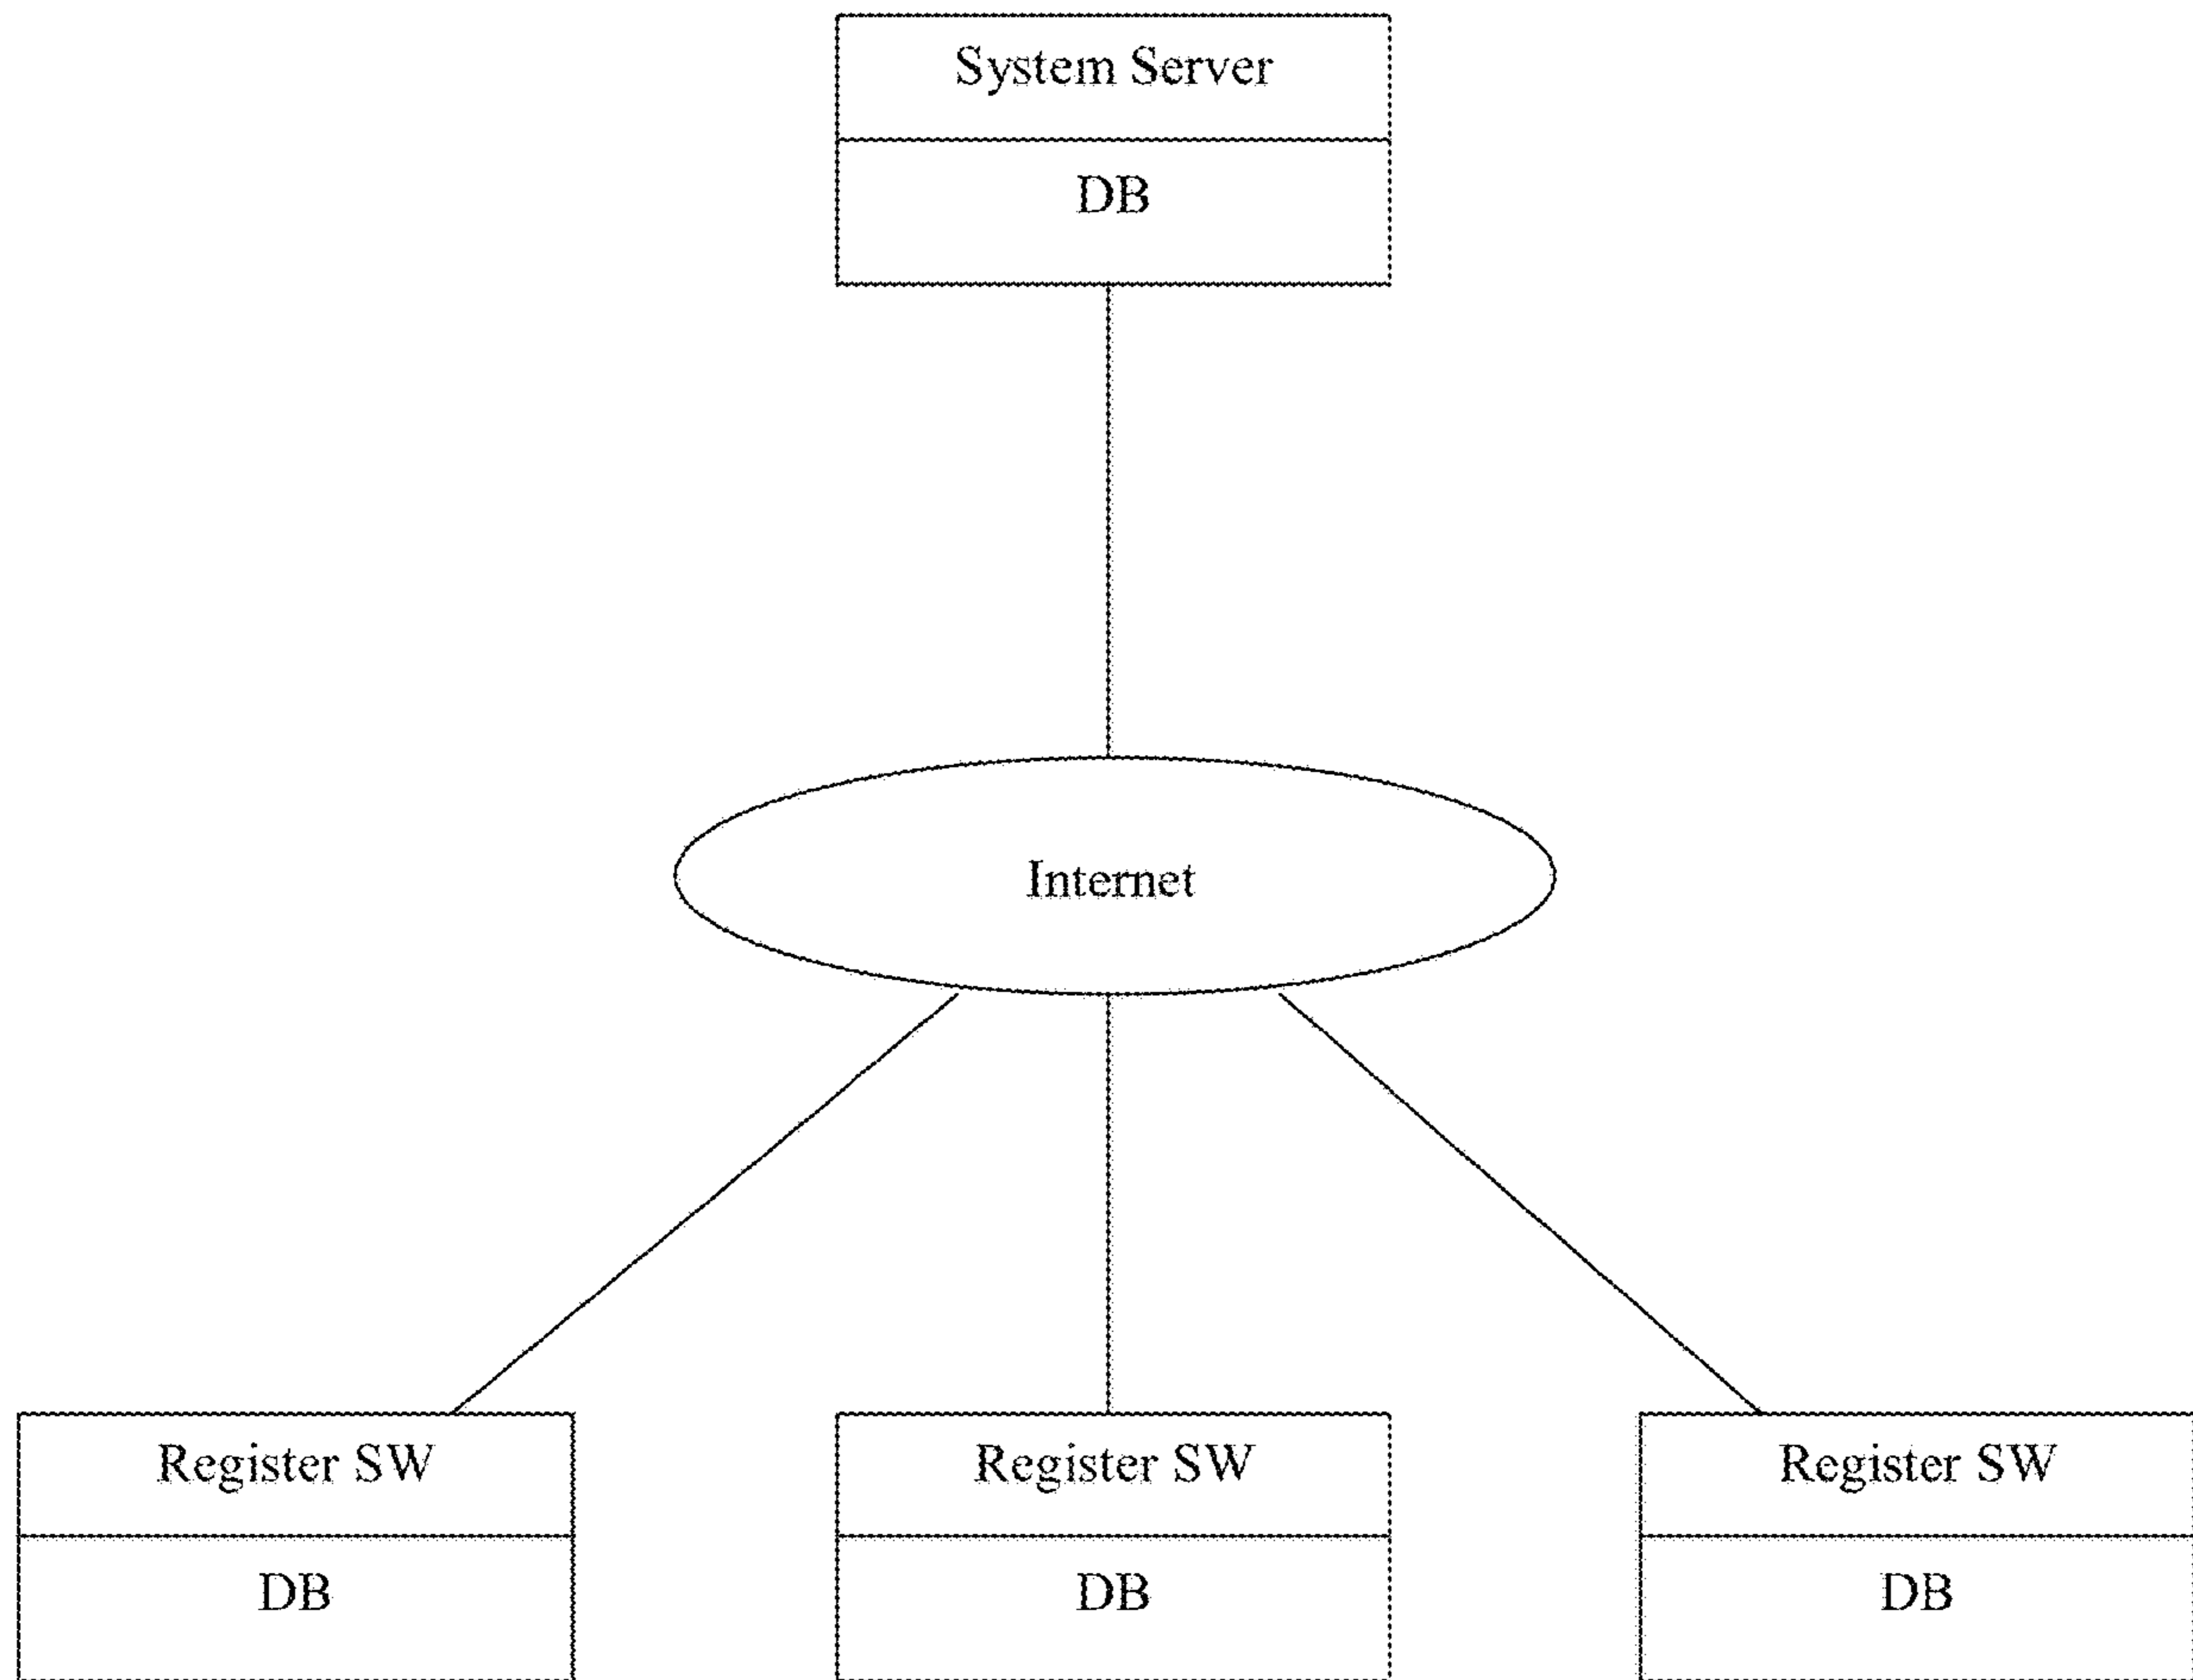 System Server
DB
Internet
Register SW
Register SW
Register SW
DB
DB
DB